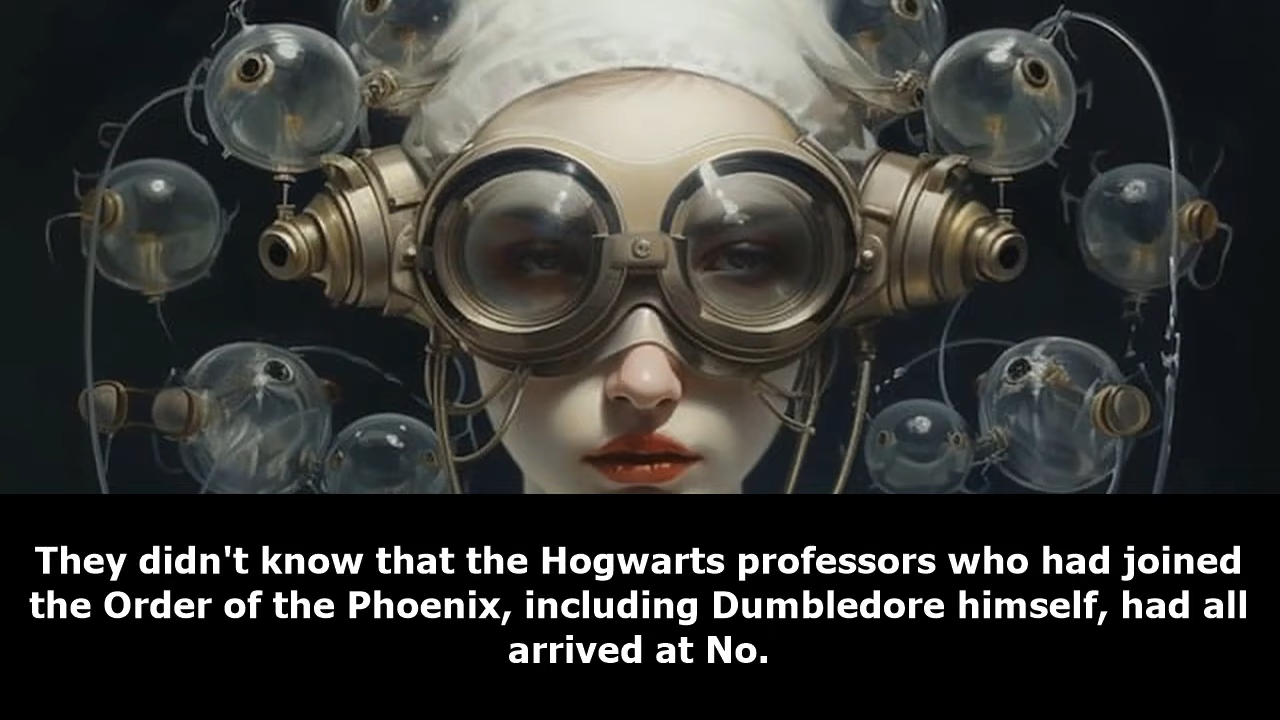 They didn't know that the Hogwarts professors who had joined
the Order of the Phoenix, including Dumbledore himself, had all
arrived at No.